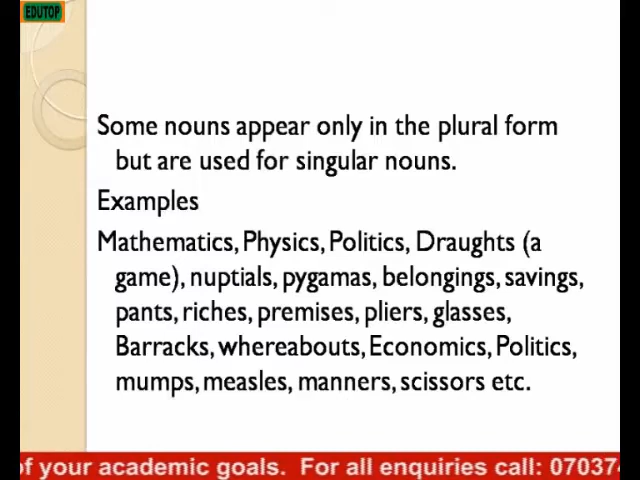 EDUTOP
Some nouns appear only in the plural form
but are used for singular nouns.
Examples
Mathematics, Physics, Politics, Draughts (a
game), nuptials, pygamas, belongings, savings,
pants, riches, premises, pliers, glasses,
Barracks, whereabouts, Economics, Politics,
mumps, measles, manners, scissors etc.
of your academic goals. For all enquiries call: 07037